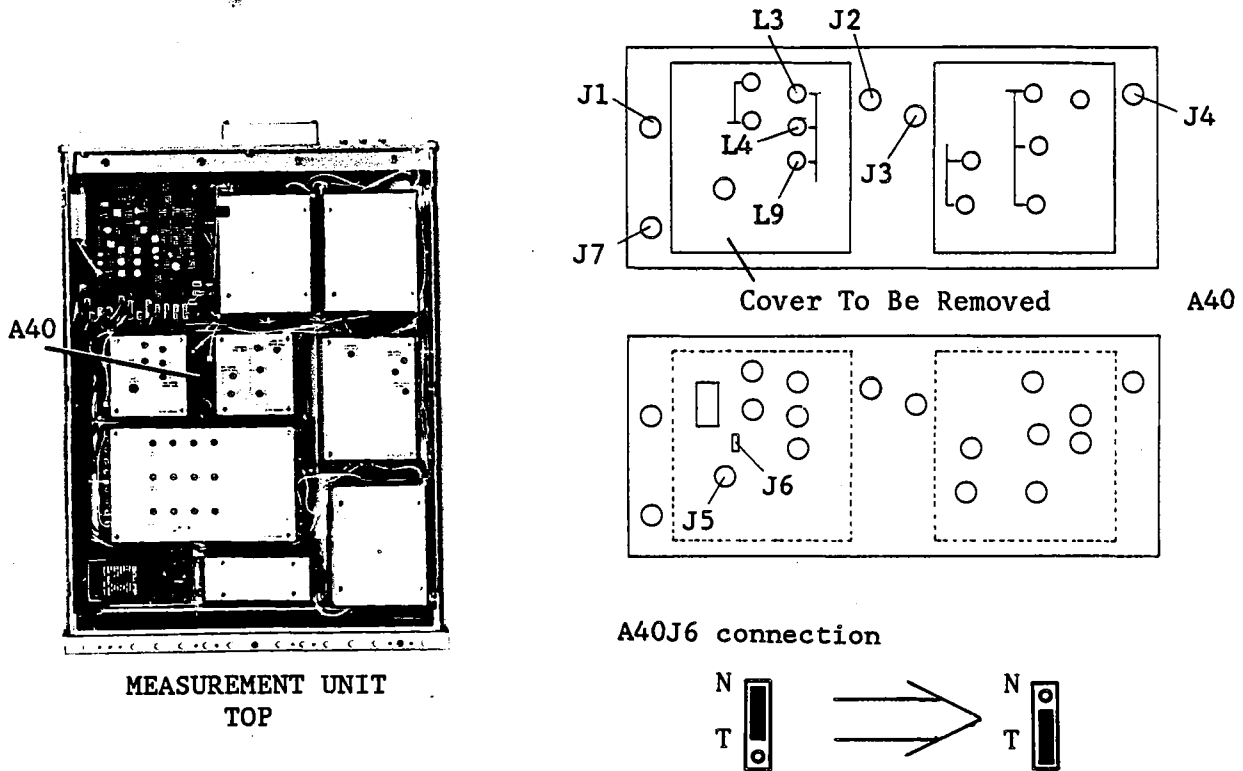 L3 J2
J1
J4
L4
J3
L9
J7
Cover To Be Removed A40
A40
J6
J5
A40J6 connection
N N
T T
MEASUREMENT UNIT
TOP